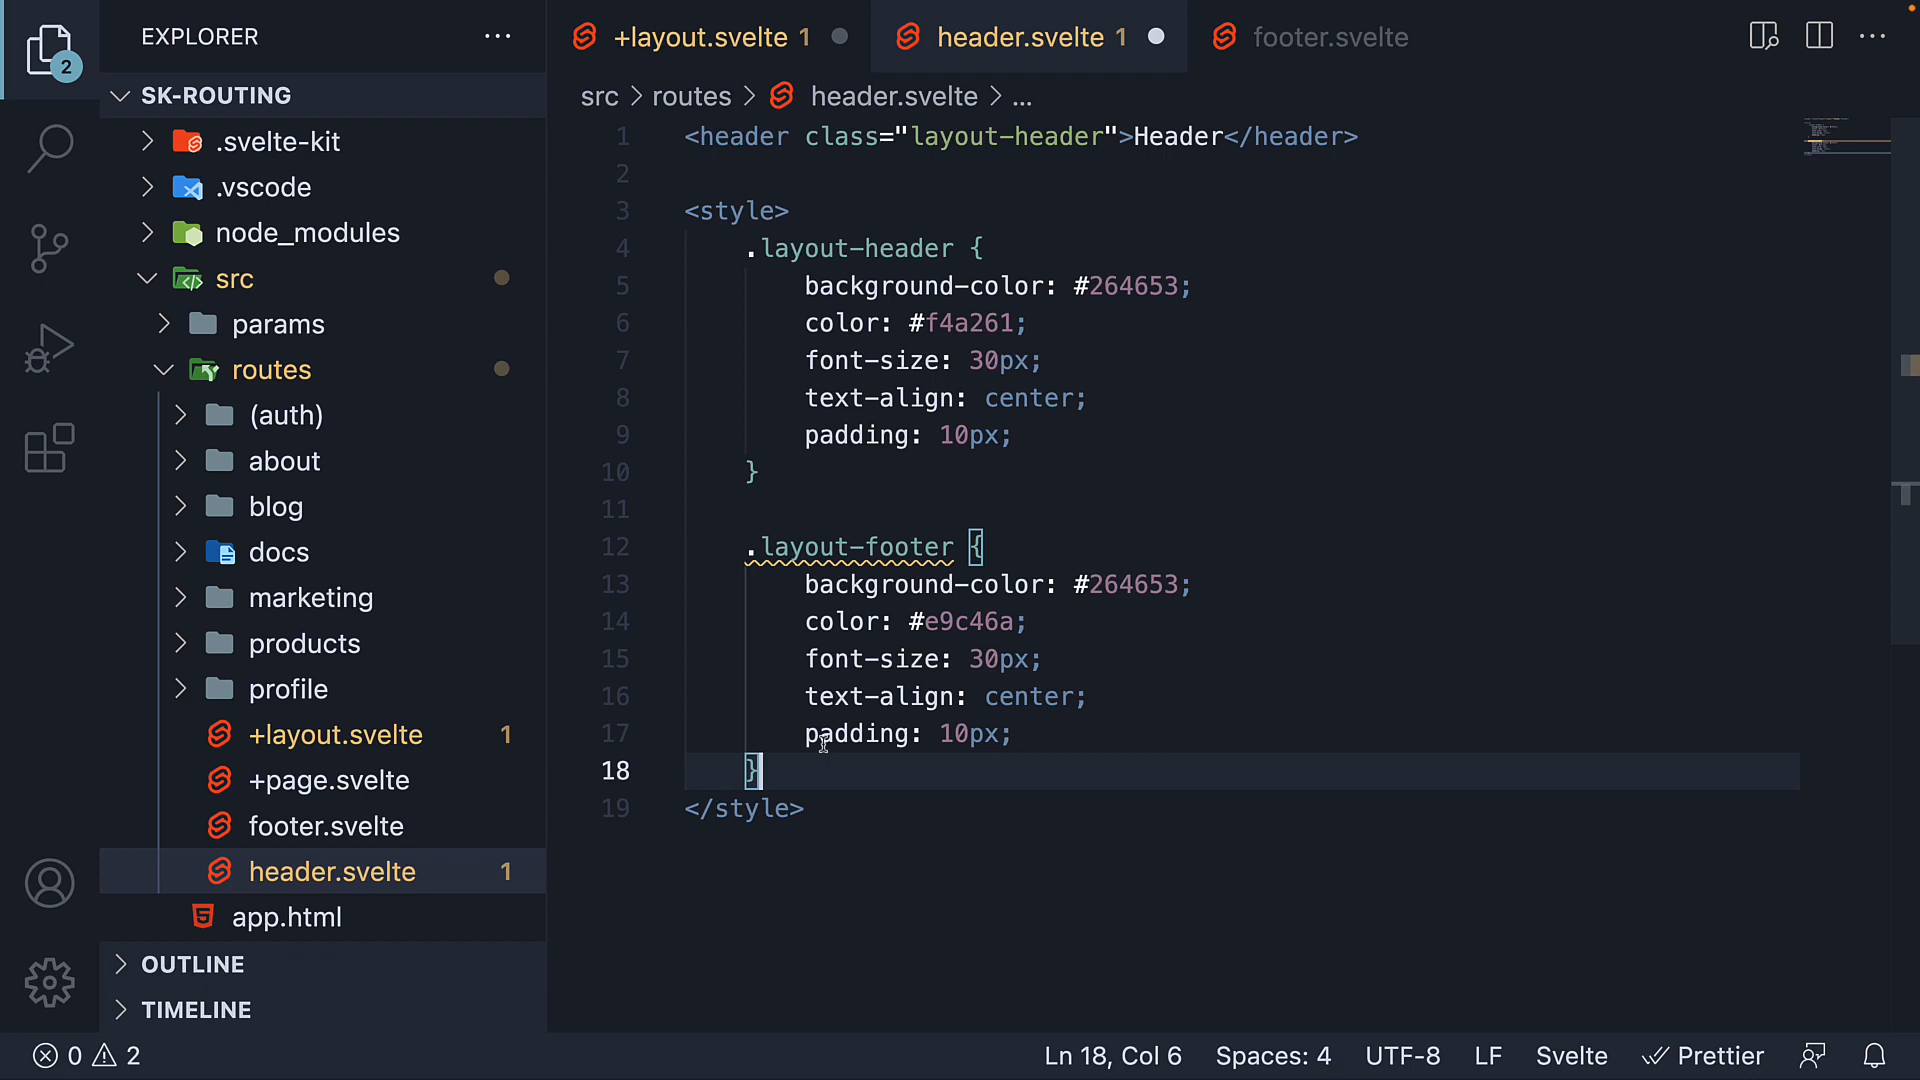 EXPLORER
+layout.svelte 1
header.svelte 1
footer.svelte
2
SK-ROUTING
src > routes > header.svelte > ...
.svelte-kit
.vscode
node_modules
src
params
routes
(auth)
about
blog
docs
marketing
products
profile
+layout.svelte 1
+page.svelte
footer.svelte
header.svelte 1
app.html
OUTLINE
TIMELINE
1 <header class="layout-header">Header</header>
2
3 <style>
4 .layout-header {
5 background-color: #264653;
6 color: #f4a261;
7 font-size: 30px;
8 text-align: center;
9 padding: 10px;
10 }
11
12 .layout-footer {
13 background-color: #264653;
14 color: #e9c46a;
15 font-size: 30px;
16 text-align: center;
17 padding: 10px;
18 }
19 </style>
0 2 Ln 18, Col 6 Spaces: 4 UTF-8 LF Svelte Prettier